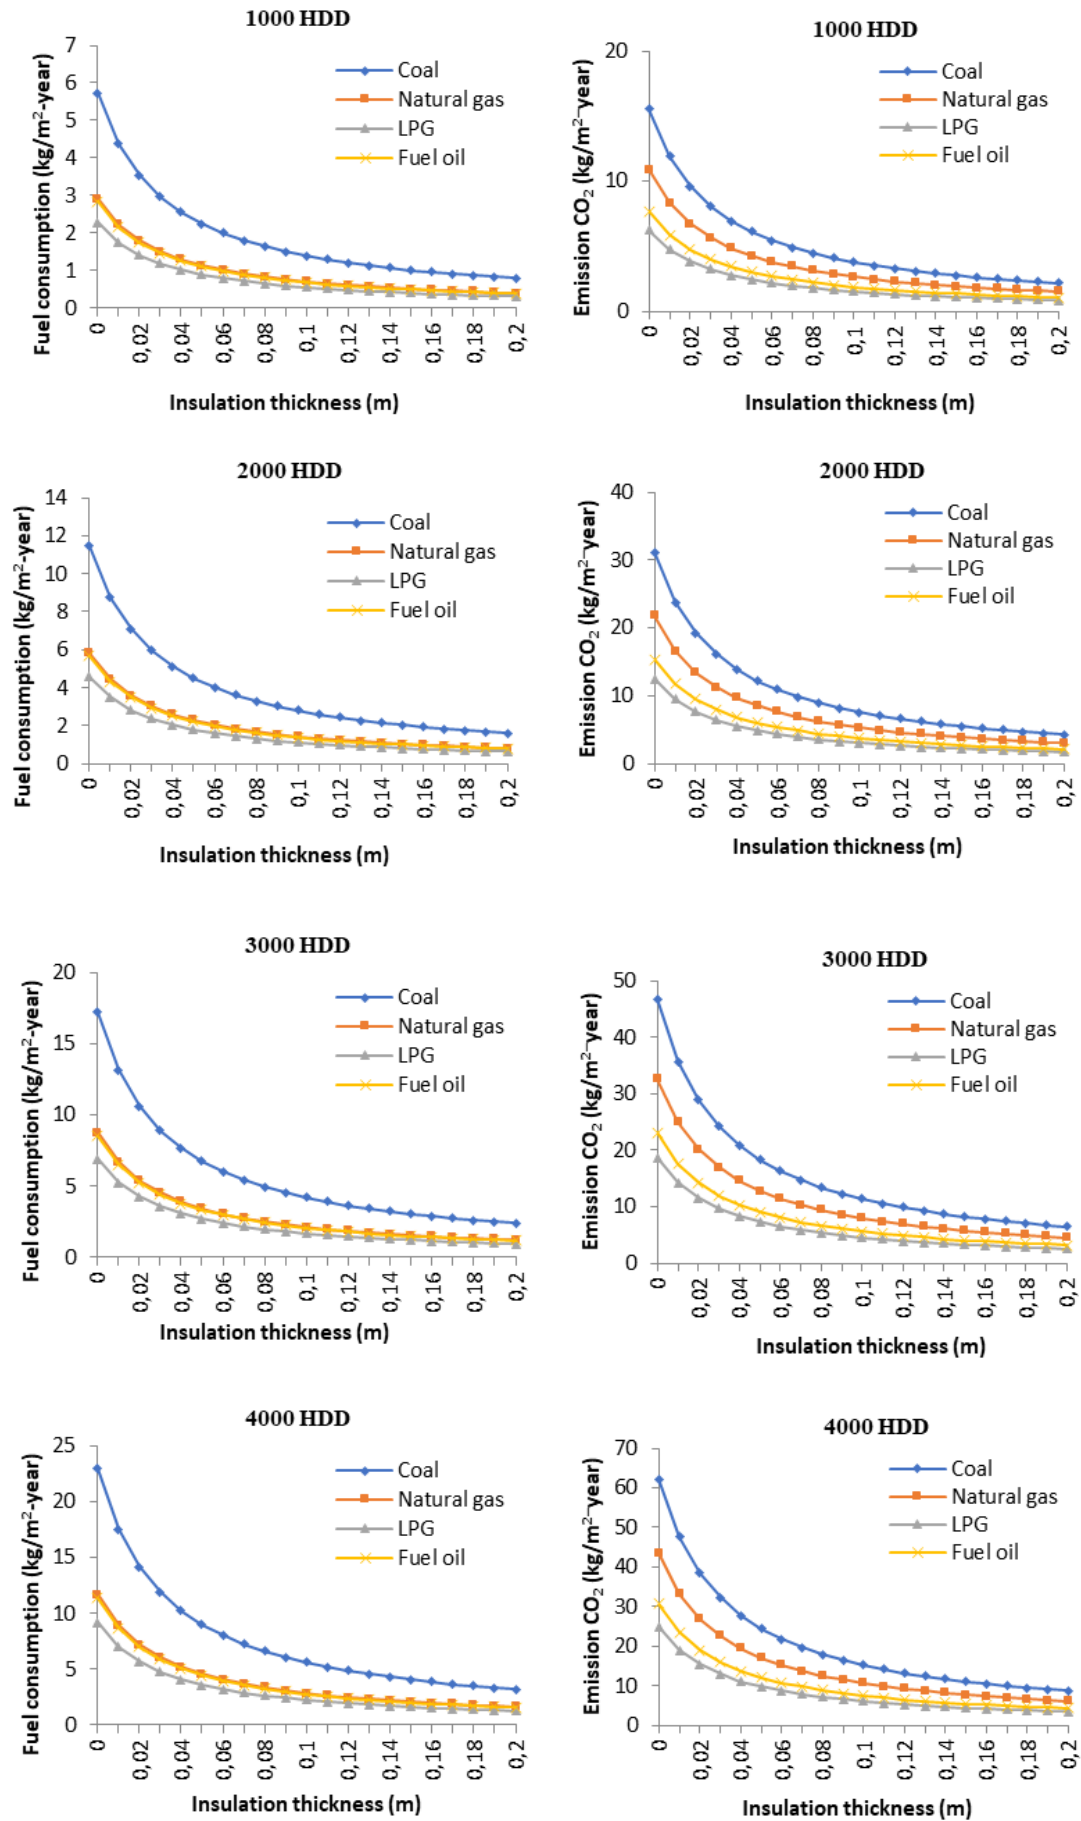 1000 HDD
Fuel consumption (kg/m²-year)
7
6
5
4
3
2
1
0
Coal
Natural gas
LPG
Fuel oil
0
0,02
0,04
0,06
0,08
0,1
0,12
0,14
0,16
0,18
0,2
Insulation thickness (m)
1000 HDD
Emission CO₂ (kg/m²–year)
20
10
0
Coal
Natural gas
LPG
Fuel oil
0
0,02
0,04
0,06
0,08
0,1
0,12
0,14
0,16
0,18
0,2
Insulation thickness (m)
2000 HDD
Fuel consumption (kg/m²-year)
14
12
10
8
6
4
2
0
Coal
Natural gas
LPG
Fuel oil
0
0,02
0,04
0,06
0,08
0,1
0,12
0,14
0,16
0,18
0,2
Insulation thickness (m)
2000 HDD
Emission CO₂ (kg/m²–year)
40
30
20
10
0
Coal
Natural gas
LPG
Fuel oil
0
0,02
0,04
0,06
0,08
0,1
0,12
0,14
0,16
0,18
0,2
Insulation thickness (m)
3000 HDD
Fuel consumption (kg/m²-year)
20
15
10
5
0
Coal
Natural gas
LPG
Fuel oil
0
0,02
0,04
0,06
0,08
0,1
0,12
0,14
0,16
0,18
0,2
Insulation thickness (m)
3000 HDD
Emission CO₂ (kg/m²–year)
50
40
30
20
10
0
Coal
Natural gas
LPG
Fuel oil
0
0,02
0,04
0,06
0,08
0,1
0,12
0,14
0,16
0,18
0,2
Insulation thickness (m)
4000 HDD
Fuel consumption (kg/m²-year)
25
20
15
10
5
0
Coal
Natural gas
LPG
Fuel oil
0
0,02
0,04
0,06
0,08
0,1
0,12
0,14
0,16
0,18
0,2
Insulation thickness (m)
4000 HDD
Emission CO₂ (kg/m²–year)
70
60
50
40
30
20
10
0
Coal
Natural gas
LPG
Fuel oil
0
0,02
0,04
0,06
0,08
0,1
0,12
0,14
0,16
0,18
0,2
Insulation thickness (m)